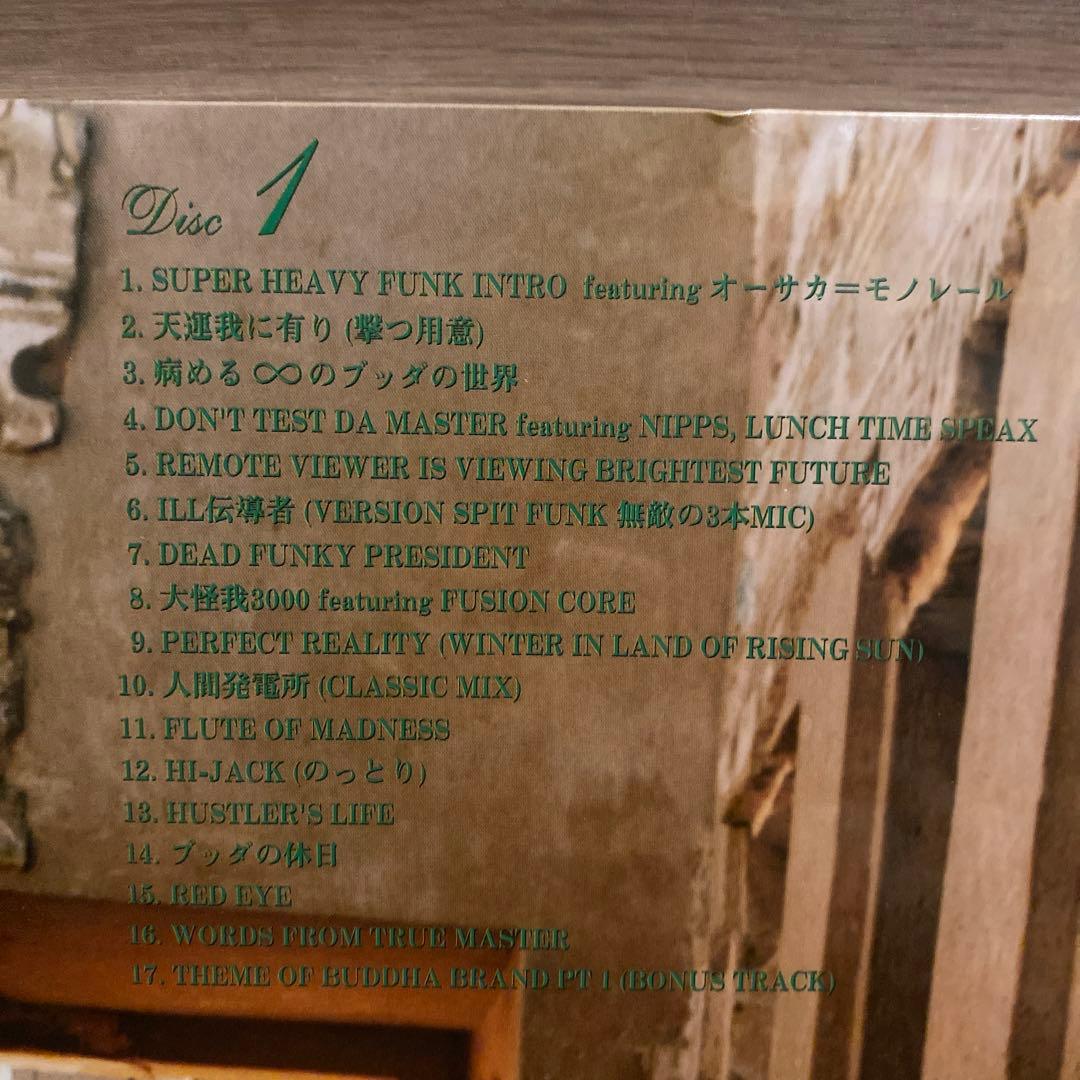 Disc 1
1. SUPER HEAVY FUNK INTRO featuring オーサカ=モノレール
2. 天運我に有り (撃つ用意)
3. 病める∞のブッダの世界
4. DON'T TEST DA MASTER featuring NIPPS, LUNCH TIME SPEAX
5. REMOTE VIEWER IS VIEWING BRIGHTEST FUTURE
6. ILL伝導者 (VERSION SPIT FUNK 無敵の3本MIC)
7. DEAD FUNKY PRESIDENT
8. 大怪我3000 featuring FUSION CORE
9. PERFECT REALITY (WINTER IN LAND OF RISING SUN)
10. 人間発電所 (CLASSIC MIX)
11. FLUTE OF MADNESS
12. HI-JACK (のっとり)
13. HUSTLER'S LIFE
14. ブッダの休日
15. RED EYE
16. WORDS FROM TRUE MASTER
17. THEME OF BUDDHA BRAND PT 1 (BONUS TRACK)